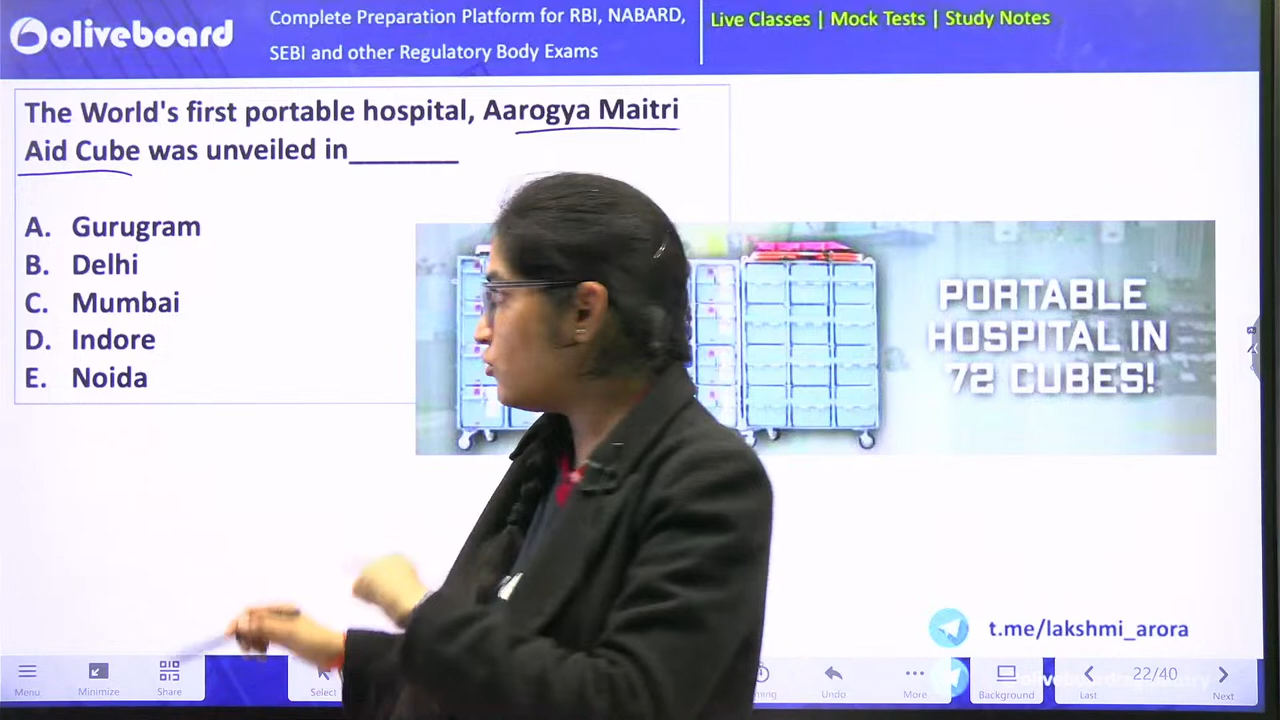 oliveboard
Complete Preparation Platform for RBI, NABARD,
SEBI and other Regulatory Body Exams
Live Classes | Mock Tests | Study Notes
The World's first portable hospital, Aarogya Maitri
Aid Cube was unveiled in_______
A. Gurugram
B. Delhi
C. Mumbai
D. Indore
E. Noida
PORTABLE
HOSPITAL IN
72 CUBES!
t.me/lakshmi_arora
Menu
Minimize
Share
Select
Undo
More
Background
Last
22/40
Next